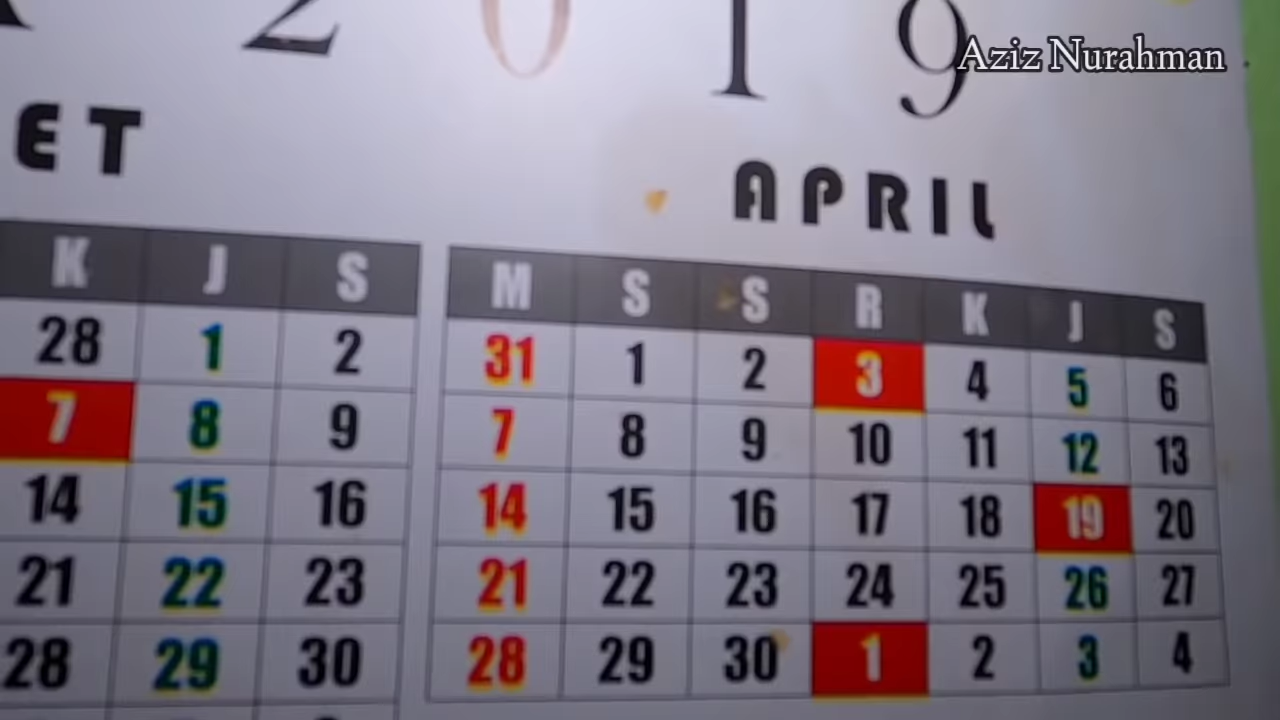 2 0 1 9
Aziz Nurahman
ET
APRIL
K J S
28 1 2
7 8 9
14 15 16
21 22 23
28 29 30
M S S R K J S
31 1 2 3 4 5 6
7 8 9 10 11 12 13
14 15 16 17 18 19 20
21 22 23 24 25 26 27
28 29 30 1 2 3 4